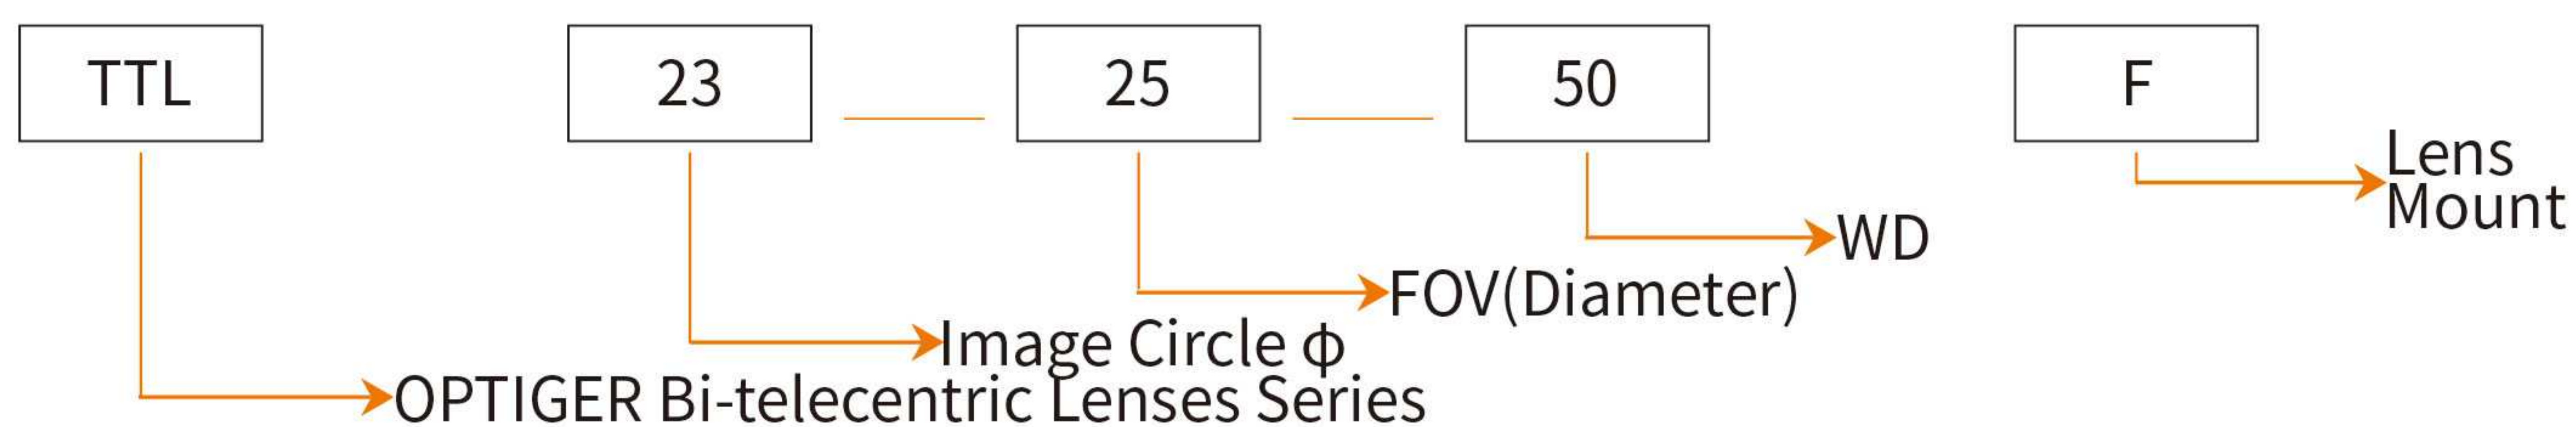 TTL 23 25 50 F
Lens
Mount
WD
FOV(Diameter)
Image Circle ϕ
OPTIGER Bi-telecentric Lenses Series